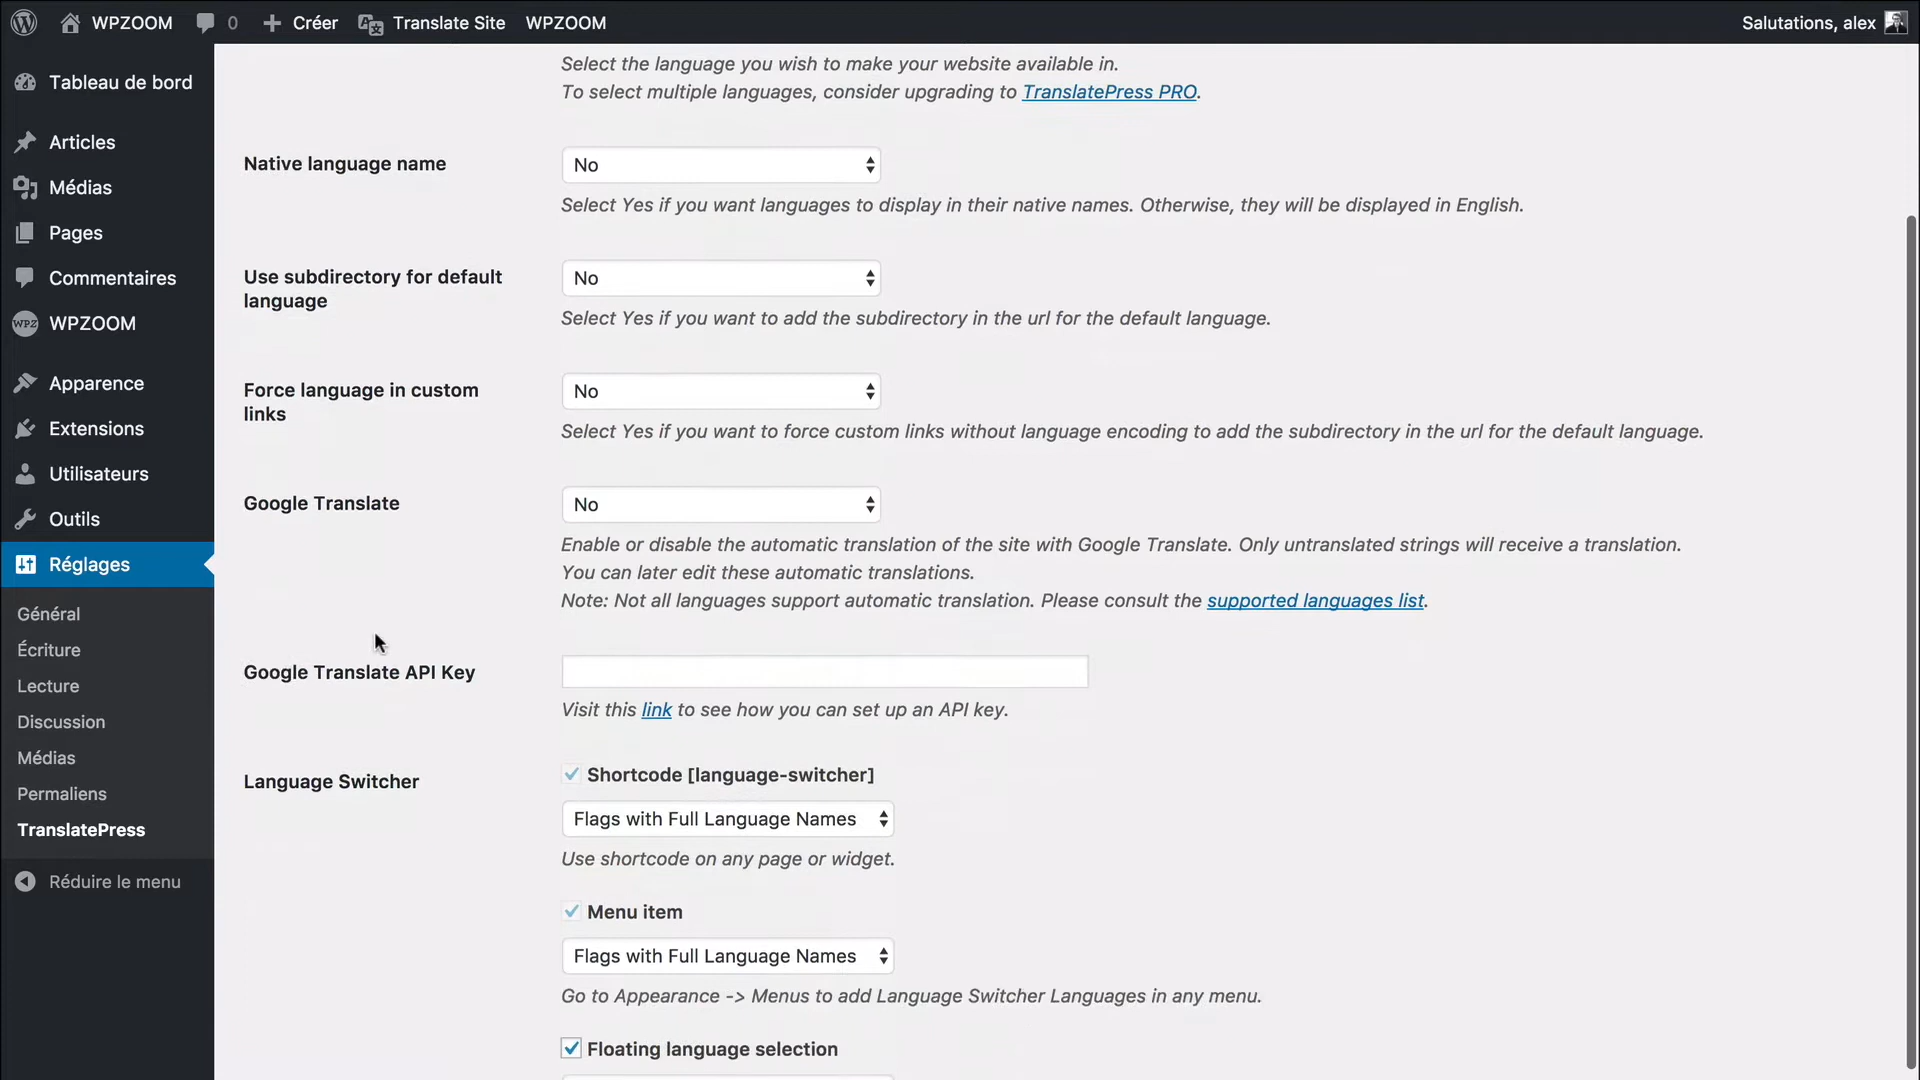 WPZOOM
0
Créer
Translate Site
WPZOOM
Salutations, alex
Tableau de bord
Articles
Médias
Pages
Commentaires
WPZ
WPZOOM
Apparence
Extensions
Utilisateurs
Outils
Réglages
Général
Écriture
Lecture
Discussion
Médias
Permaliens
TranslatePress
Réduire le menu
Select the language you wish to make your website available in.
To select multiple languages, consider upgrading to TranslatePress PRO.
Native language name
No
Select Yes if you want languages to display in their native names. Otherwise, they will be displayed in English.
Use subdirectory for default
language
No
Select Yes if you want to add the subdirectory in the url for the default language.
Force language in custom
links
No
Select Yes if you want to force custom links without language encoding to add the subdirectory in the url for the default language.
Google Translate
No
Enable or disable the automatic translation of the site with Google Translate. Only untranslated strings will receive a translation.
You can later edit these automatic translations.
Note: Not all languages support automatic translation. Please consult the supported languages list.
Google Translate API Key
Visit this link to see how you can set up an API key.
Language Switcher
Shortcode [language-switcher]
Flags with Full Language Names
Use shortcode on any page or widget.
Menu item
Flags with Full Language Names
Go to Appearance -> Menus to add Language Switcher Languages in any menu.
Floating language selection